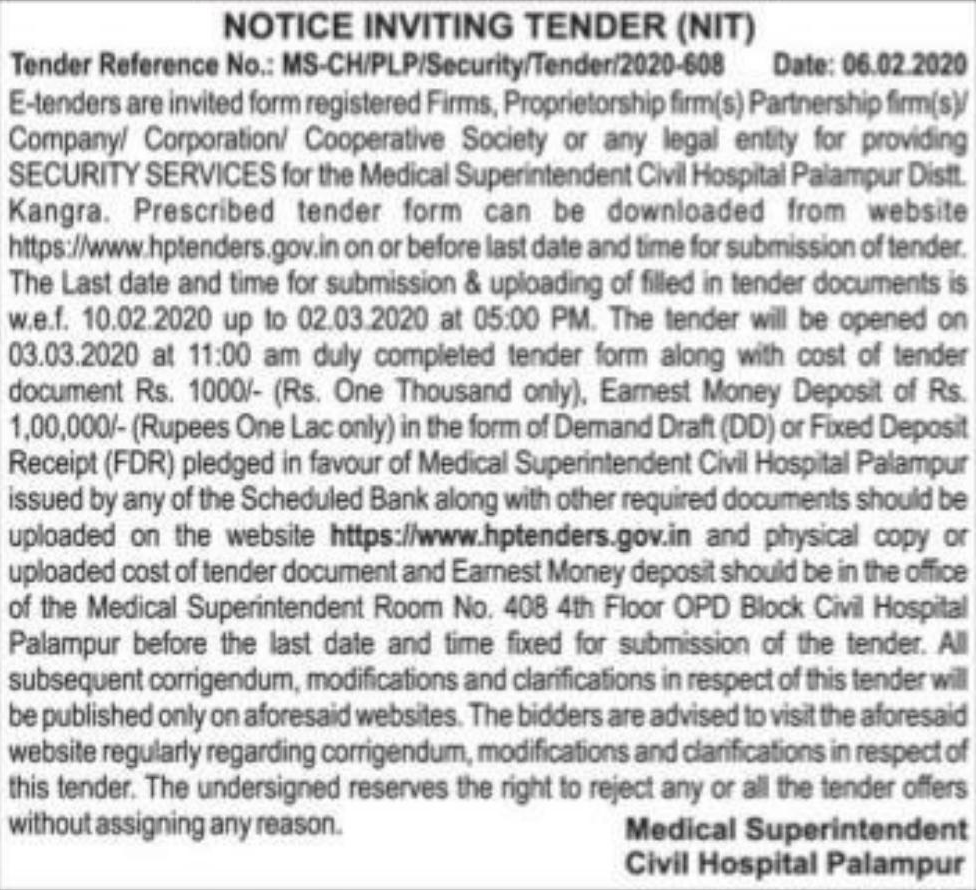 NOTICE INVITING TENDER (NIT)
Tender Reference No.: MS-CH/PLP/Security/Tender/2020-608 Date: 06.02.2020
E-tenders are invited form registered Firms, Proprietorship firm(s) Partnership firm(s)/
Company/ Corporation/ Cooperative Society or any legal entity for providing
SECURITY SERVICES for the Medical Superintendent Civil Hospital Palampur Distt.
Kangra. Prescribed tender form can be downloaded from website
https://www.hptenders.gov.in on or before last date and time for submission of tender.
The Last date and time for submission & uploading of filled in tender documents is
w.e.f. 10.02.2020 up to 02.03.2020 at 05:00 PM. The tender will be opened on
03.03.2020 at 11:00 am duly completed tender form along with cost of tender
document Rs. 1000/- (Rs. One Thousand only), Earnest Money Deposit of Rs.
1,00,000/- (Rupees One Lac only) in the form of Demand Draft (DD) or Fixed Deposit
Receipt (FDR) pledged in favour of Medical Superintendent Civil Hospital Palampur
issued by any of the Scheduled Bank along with other required documents should be
uploaded on the website https://www.hptenders.gov.in and physical copy or
uploaded cost of tender document and Earnest Money deposit should be in the office
of the Medical Superintendent Room No. 408 4th Floor OPD Block Civil Hospital
Palampur before the last date and time fixed for submission of the tender. All
subsequent corrigendum, modifications and clarifications in respect of this tender will
be published only on aforesaid websites. The bidders are advised to visit the aforesaid
website regularly regarding corrigendum, modifications and clarifications in respect of
this tender. The undersigned reserves the right to reject any or all the tender offers
without assigning any reason.
Medical Superintendent
Civil Hospital Palampur